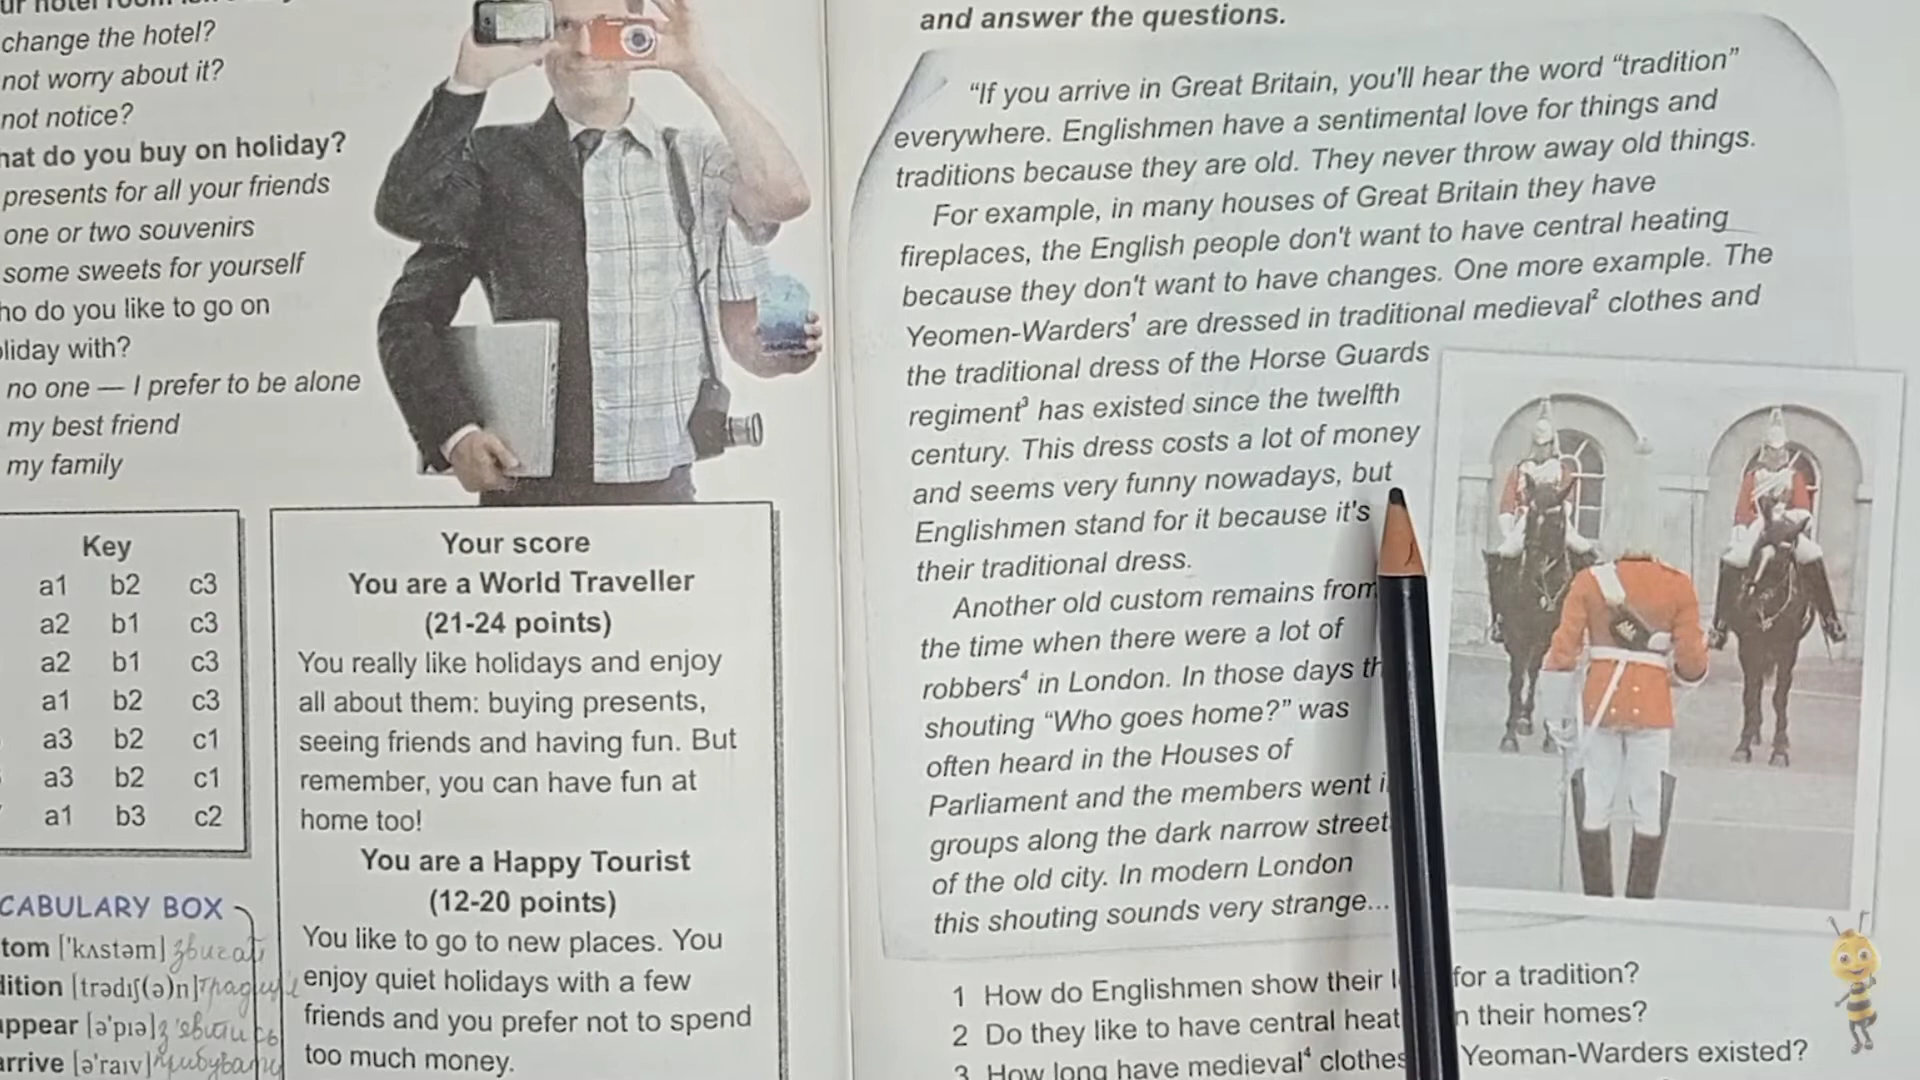 change the hotel?
not worry about it?
not notice?
hat do you buy on holiday?
presents for all your friends
one or two souvenirs
some sweets for yourself
ho do you like to go on
liday with?
no one — I prefer to be alone
my best friend
my family
Key
a1 b2 c3
a2 b1 c3
a2 b1 c3
a1 b2 c3
a3 b2 c1
a3 b2 c1
a1 b3 c2
CABULARY BOX
tom ['kʌstəm]
dition [trədɪʃ(ə)n]
appear [ə'pɪə]
arrive [ə'raɪv] прибувати
Your score
You are a World Traveller
(21-24 points)
You really like holidays and enjoy
all about them: buying presents,
seeing friends and having fun. But
remember, you can have fun at
home too!
You are a Happy Tourist
(12-20 points)
You like to go to new places. You
enjoy quiet holidays with a few
friends and you prefer not to spend
too much money.
and answer the questions.
“If you arrive in Great Britain, you'll hear the word “tradition”
everywhere. Englishmen have a sentimental love for things and
traditions because they are old. They never throw away old things.
For example, in many houses of Great Britain they have
fireplaces, the English people don't want to have central heating
because they don't want to have changes. One more example. The
Yeomen-Warders¹ are dressed in traditional medieval² clothes and
the traditional dress of the Horse Guards
regiment³ has existed since the twelfth
century. This dress costs a lot of money
and seems very funny nowadays, but
Englishmen stand for it because it's
their traditional dress.
Another old custom remains from
the time when there were a lot of
robbers⁴ in London. In those days th
shouting “Who goes home?” was
often heard in the Houses of
Parliament and the members went i
groups along the dark narrow street
of the old city. In modern London
this shouting sounds very strange...
1 How do Englishmen show their l for a tradition?
2 Do they like to have central heat n their homes?
3 How long have medieval⁴ clothes Yeoman-Warders existed?